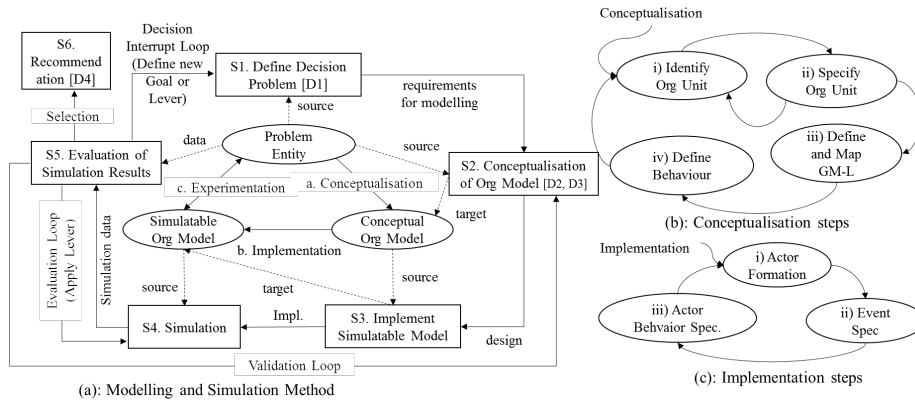 S6.
Recommend
ation [D4]
Decision
Interrupt Loop
(Define new
Goal or
Lever)
S1. Define Decision
Problem [D1]
requirements
for modelling
Selection
source
data
Problem
Entity
source
S5. Evaluation of
Simulation Results
S2. Conceptualisation
of Org Model [D2, D3]
c. Experimentation
a. Conceptualisation
target
Simulatable
Org Model
Conceptual
Org Model
b. Implementation
Evaluation Loop
(Apply Lever)
Simulation data
source
target
source
S4. Simulation
Impl.
S3. Implement
Simulatable Model
design
Validation Loop
(a): Modelling and Simulation Method
Conceptualisation
i) Identify
Org Unit
ii) Specify
Org Unit
iii) Define
and Map
GM-L
iv) Define
Behaviour
(b): Conceptualisation steps
Implementation
i) Actor
Formation
iii) Actor
Behvaior Spec.
ii) Event
Spec
(c): Implementation steps